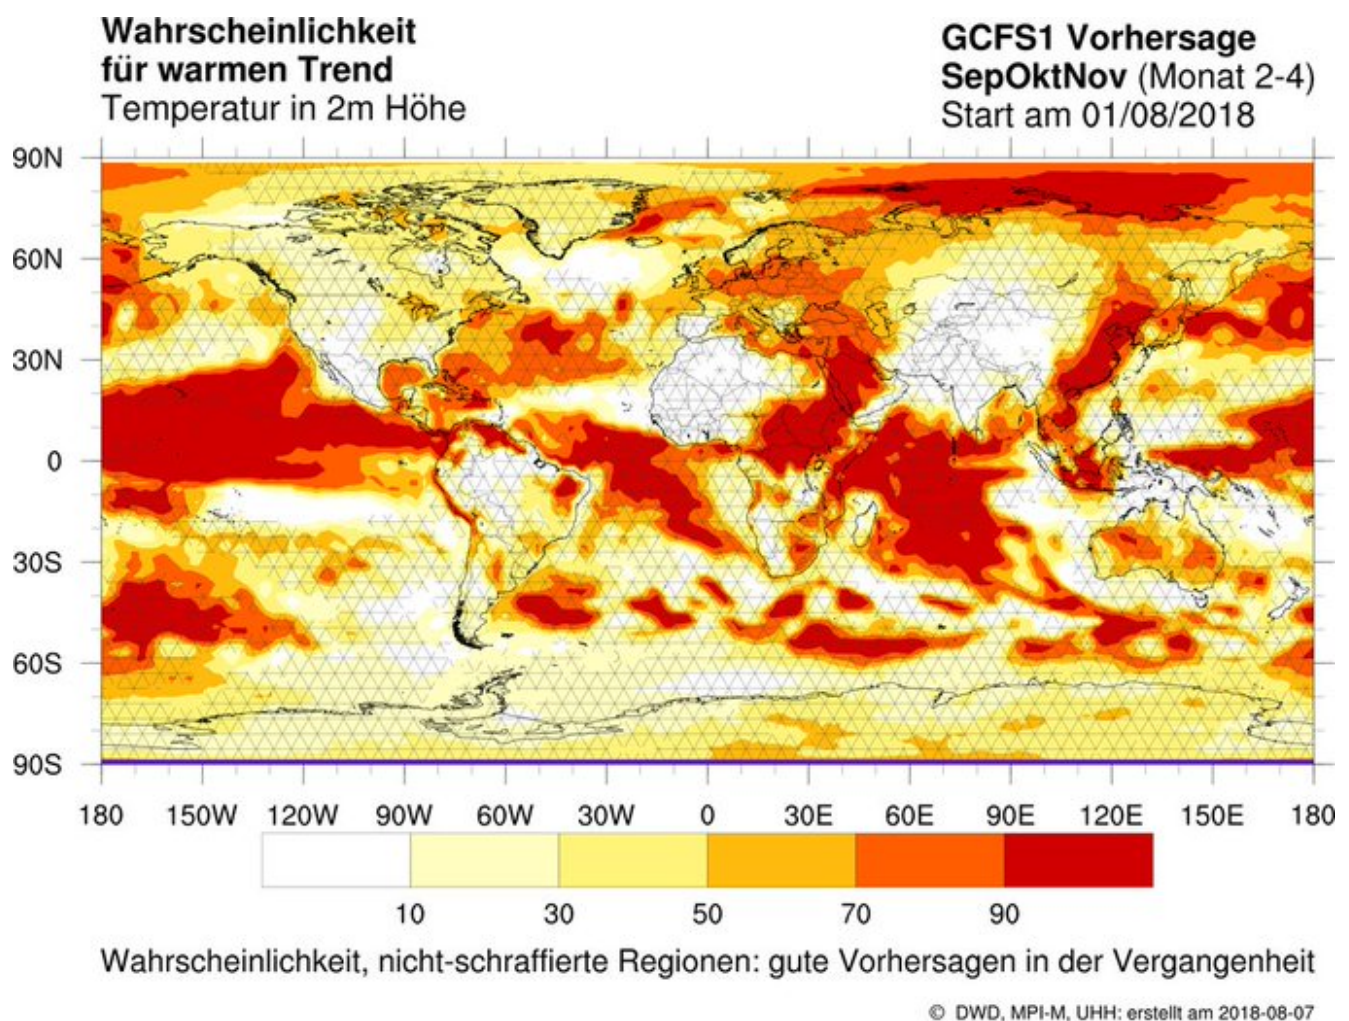 Wahrscheinlichkeit
für warmen Trend
Temperatur in 2m Höhe
GCFS1 Vorhersage
SepOktNov (Monat 2-4)
Start am 01/08/2018
90N
60N
30N
0
30S
60S
90S
180 150W 120W 90W 60W 30W 0 30E 60E 90E 120E 150E 180
10 30 50 70 90
Wahrscheinlichkeit, nicht-schraffierte Regionen: gute Vorhersagen in der Vergangenheit
© DWD, MPI-M, UHH: erstellt am 2018-08-07